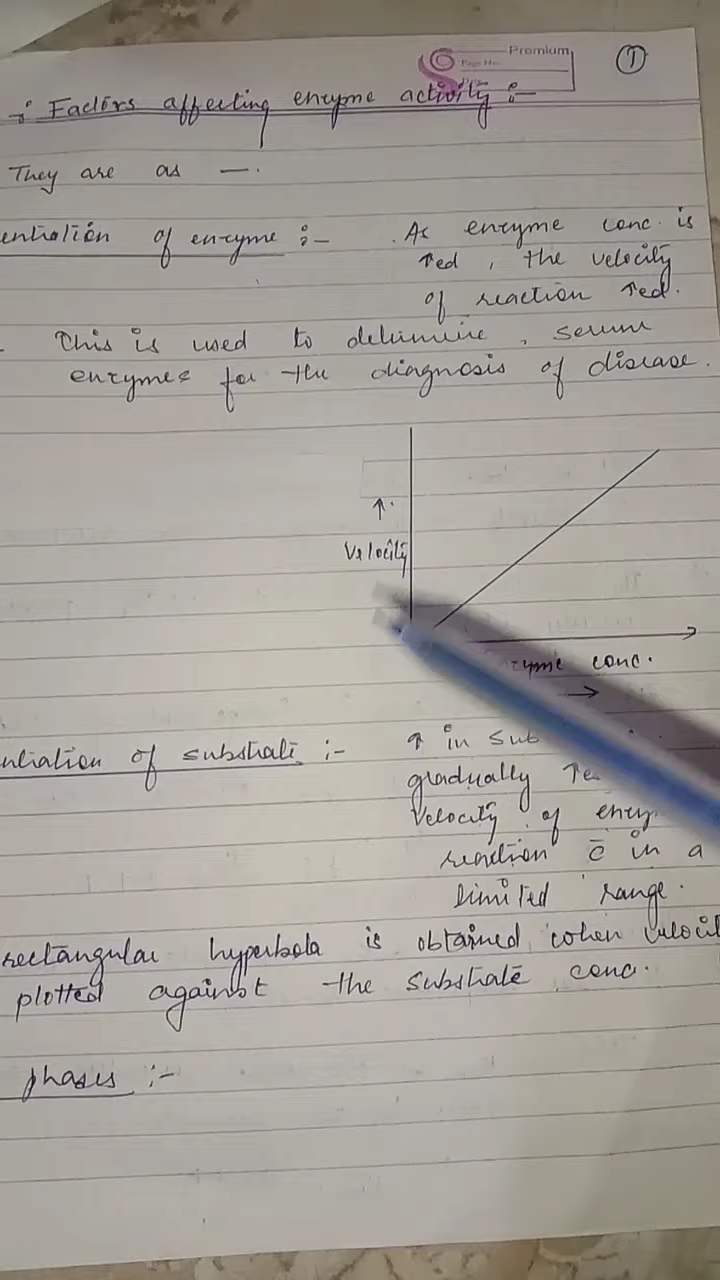 Premium
Page No.
①
Factors affecting enzyme activity :-
They are as —.
entration of enzyme :- As enzyme conc. is
↑ed, the velocity
of reaction ↑ed.
This is used to determine, serum
enzymes for the diagnosis of disease.
↑
Velocity
zyme conc.
→
ntration of substrate :- ↑ in sub
gradually ↑e
velocity of enzy
reaction c̄ in a
limited range.
rectangular hyperbola is obtained when veloci
plotted against the substrate conc.
phases :-